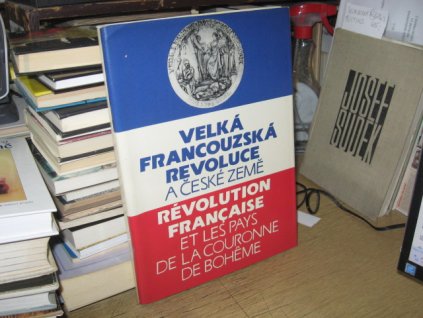 VELKÁ
FRANCOUZSKÁ
REVOLUCE
A ČESKÉ ZEMĚ
RÉVOLUTION
FRANÇAISE
ET LES PAYS
DE LA COURONNE
DE BOHÊME
JOSEF
SUDEK